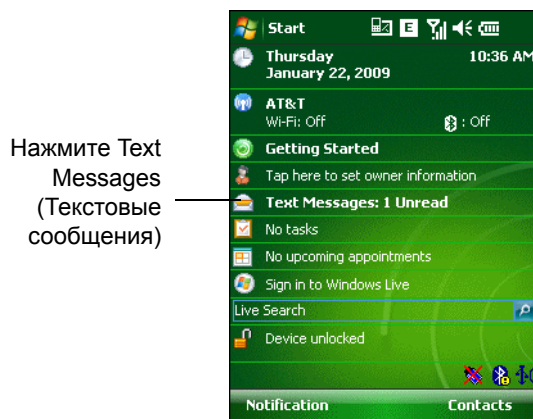 Нажмите Text
Messages
(Текстовые
сообщения)
Start
E
Thursday 10:36 AM
January 22, 2009
AT&T
Wi-Fi: Off : Off
Getting Started
Tap here to set owner information
Text Messages: 1 Unread
No tasks
No upcoming appointments
Sign in to Windows Live
Live Search
Device unlocked
Notification Contacts